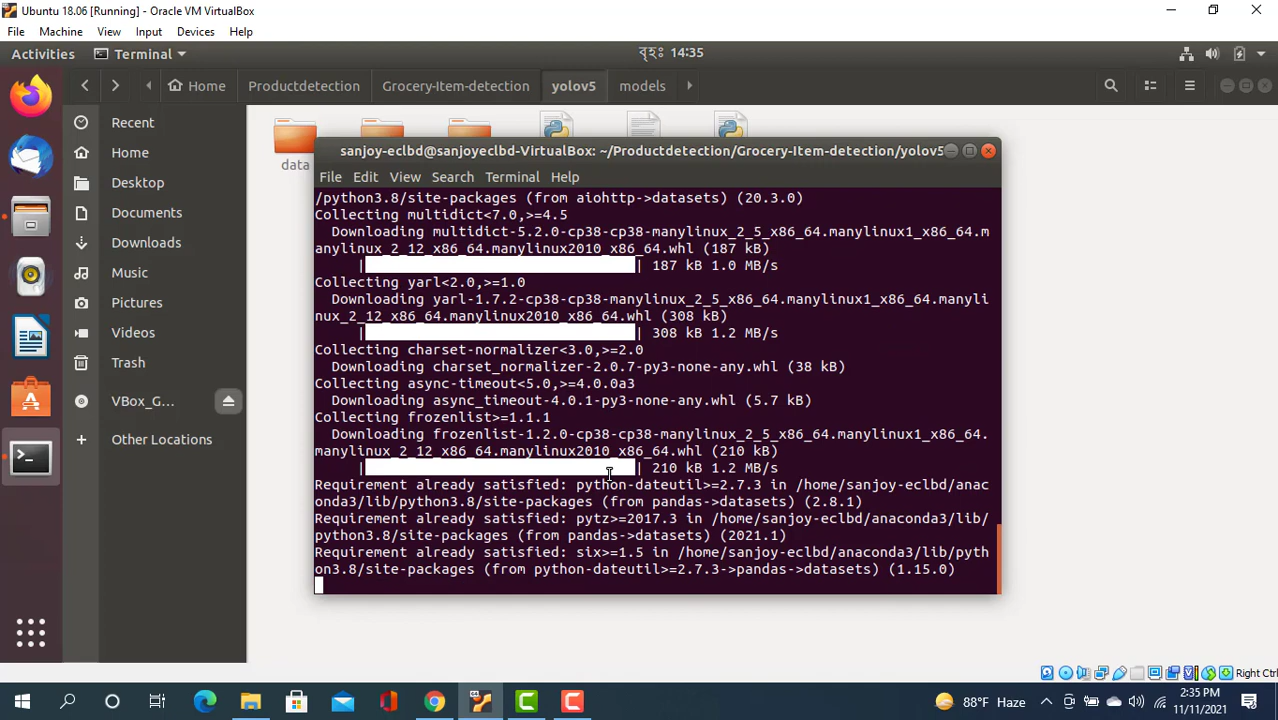 Ubuntu 18.06 [Running] - Oracle VM VirtualBox
File Machine View Input Devices Help
Activities Terminal বৃহঃ 14:35
Home Productdetection Grocery-Item-detection yolov5 models
Recent
Home
Desktop
Documents
Downloads
Music
Pictures
Videos
Trash
VBox_G...
Other Locations
data
sanjoy-eclbd@sanjoyeclbd-VirtualBox: ~/Productdetection/Grocery-Item-detection/yolov5
File Edit View Search Terminal Help
/python3.8/site-packages (from aiohttp->datasets) (20.3.0)
Collecting multidict<7.0,>=4.5
Downloading multidict-5.2.0-cp38-cp38-manylinux_2_5_x86_64.manylinux1_x86_64.m
anylinux_2_12_x86_64.manylinux2010_x86_64.whl (187 kB)
| | 187 kB 1.0 MB/s
Collecting yarl<2.0,>=1.0
Downloading yarl-1.7.2-cp38-cp38-manylinux_2_5_x86_64.manylinux1_x86_64.manyli
nux_2_12_x86_64.manylinux2010_x86_64.whl (308 kB)
| | 308 kB 1.2 MB/s
Collecting charset-normalizer<3.0,>=2.0
Downloading charset_normalizer-2.0.7-py3-none-any.whl (38 kB)
Collecting async-timeout<5.0,>=4.0.0a3
Downloading async_timeout-4.0.1-py3-none-any.whl (5.7 kB)
Collecting frozenlist>=1.1.1
Downloading frozenlist-1.2.0-cp38-cp38-manylinux_2_5_x86_64.manylinux1_x86_64.
manylinux_2_12_x86_64.manylinux2010_x86_64.whl (210 kB)
| | 210 kB 1.2 MB/s
Requirement already satisfied: python-dateutil>=2.7.3 in /home/sanjoy-eclbd/anac
onda3/lib/python3.8/site-packages (from pandas->datasets) (2.8.1)
Requirement already satisfied: pytz>=2017.3 in /home/sanjoy-eclbd/anaconda3/lib/
python3.8/site-packages (from pandas->datasets) (2021.1)
Requirement already satisfied: six>=1.5 in /home/sanjoy-eclbd/anaconda3/lib/pyth
on3.8/site-packages (from python-dateutil>=2.7.3->pandas->datasets) (1.15.0)
Right Ctrl
88°F Haze
2:35 PM
11/11/2021